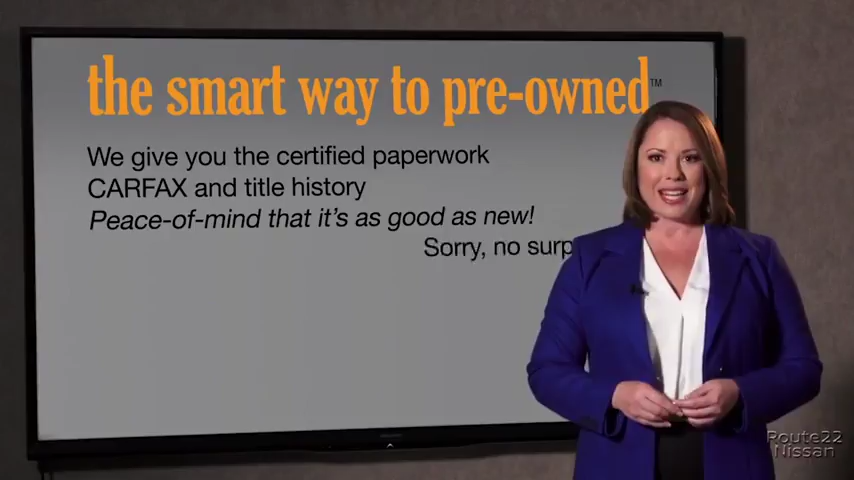 the smart way to pre-owned™
We give you the certified paperwork
CARFAX and title history
Peace-of-mind that it's as good as new!
Sorry, no surp
Route22
Nissan